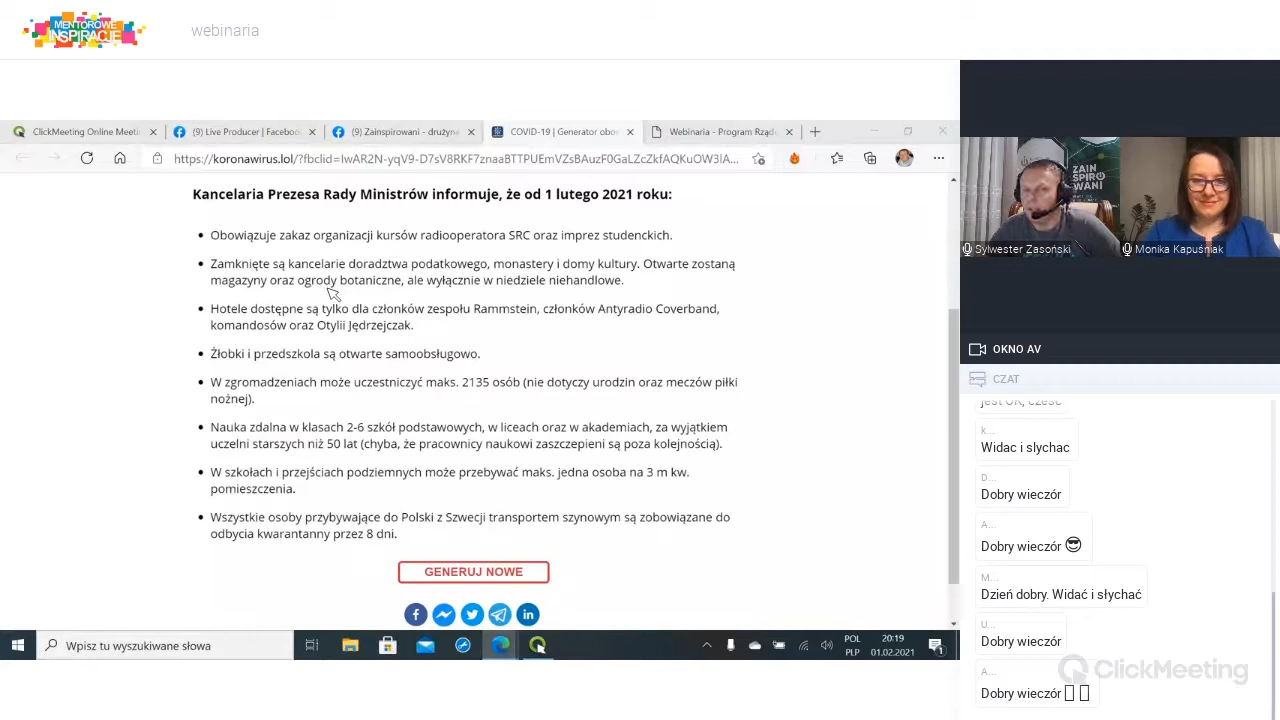 MENTOROWE
INSPIRACJE
webinaria
ClickMeeting Online Meeti
(9) Live Producer | Faceboo
(9) Zainspirowani - drużyne
COVID-19 | Generator obo
Webinaria - Program Rząd
https://koronawirus.lol/?fbclid=IwAR2N-yqV9-D7sV8RKF7znaaBTTPUEmVZsBAuzF0GaLZcZkfAQKuOW3lA...
Kancelaria Prezesa Rady Ministrów informuje, że od 1 lutego 2021 roku:
Obowiązuje zakaz organizacji kursów radiooperatora SRC oraz imprez studenckich.
Zamknięte są kancelarie doradztwa podatkowego, monastery i domy kultury. Otwarte zostaną
magazyny oraz ogrody botaniczne, ale wyłącznie w niedziele niehandlowe.
Hotele dostępne są tylko dla członków zespołu Rammstein, członków Antyradio Coverband,
komandosów oraz Otylii Jędrzejczak.
Żłobki i przedszkola są otwarte samoobsługowo.
W zgromadzeniach może uczestniczyć maks. 2135 osób (nie dotyczy urodzin oraz meczów piłki
nożnej).
Nauka zdalna w klasach 2-6 szkół podstawowych, w liceach oraz w akademiach, za wyjątkiem
uczelni starszych niż 50 lat (chyba, że pracownicy naukowi zaszczepieni są poza kolejnością).
W szkołach i przejściach podziemnych może przebywać maks. jedna osoba na 3 m kw.
pomieszczenia.
Wszystkie osoby przybywające do Polski z Szwecji transportem szynowym są zobowiązane do
odbycia kwarantanny przez 8 dni.
GENERUJ NOWE
Wpisz tu wyszukiwane słowa
POL
PLP
20:19
01.02.2021
1
ZAIN
SPIRO
WANI
Sylwester Zasoński
Monika Kapuśniak
OKNO AV
CZAT
jest OK, cześć
k...
Widac i slychac
D...
Dobry wieczór
A...
Dobry wieczór 😎
M...
Dzień dobry. Widać i słychać
U...
Dobry wieczór
A...
Dobry wieczór
ClickMeeting